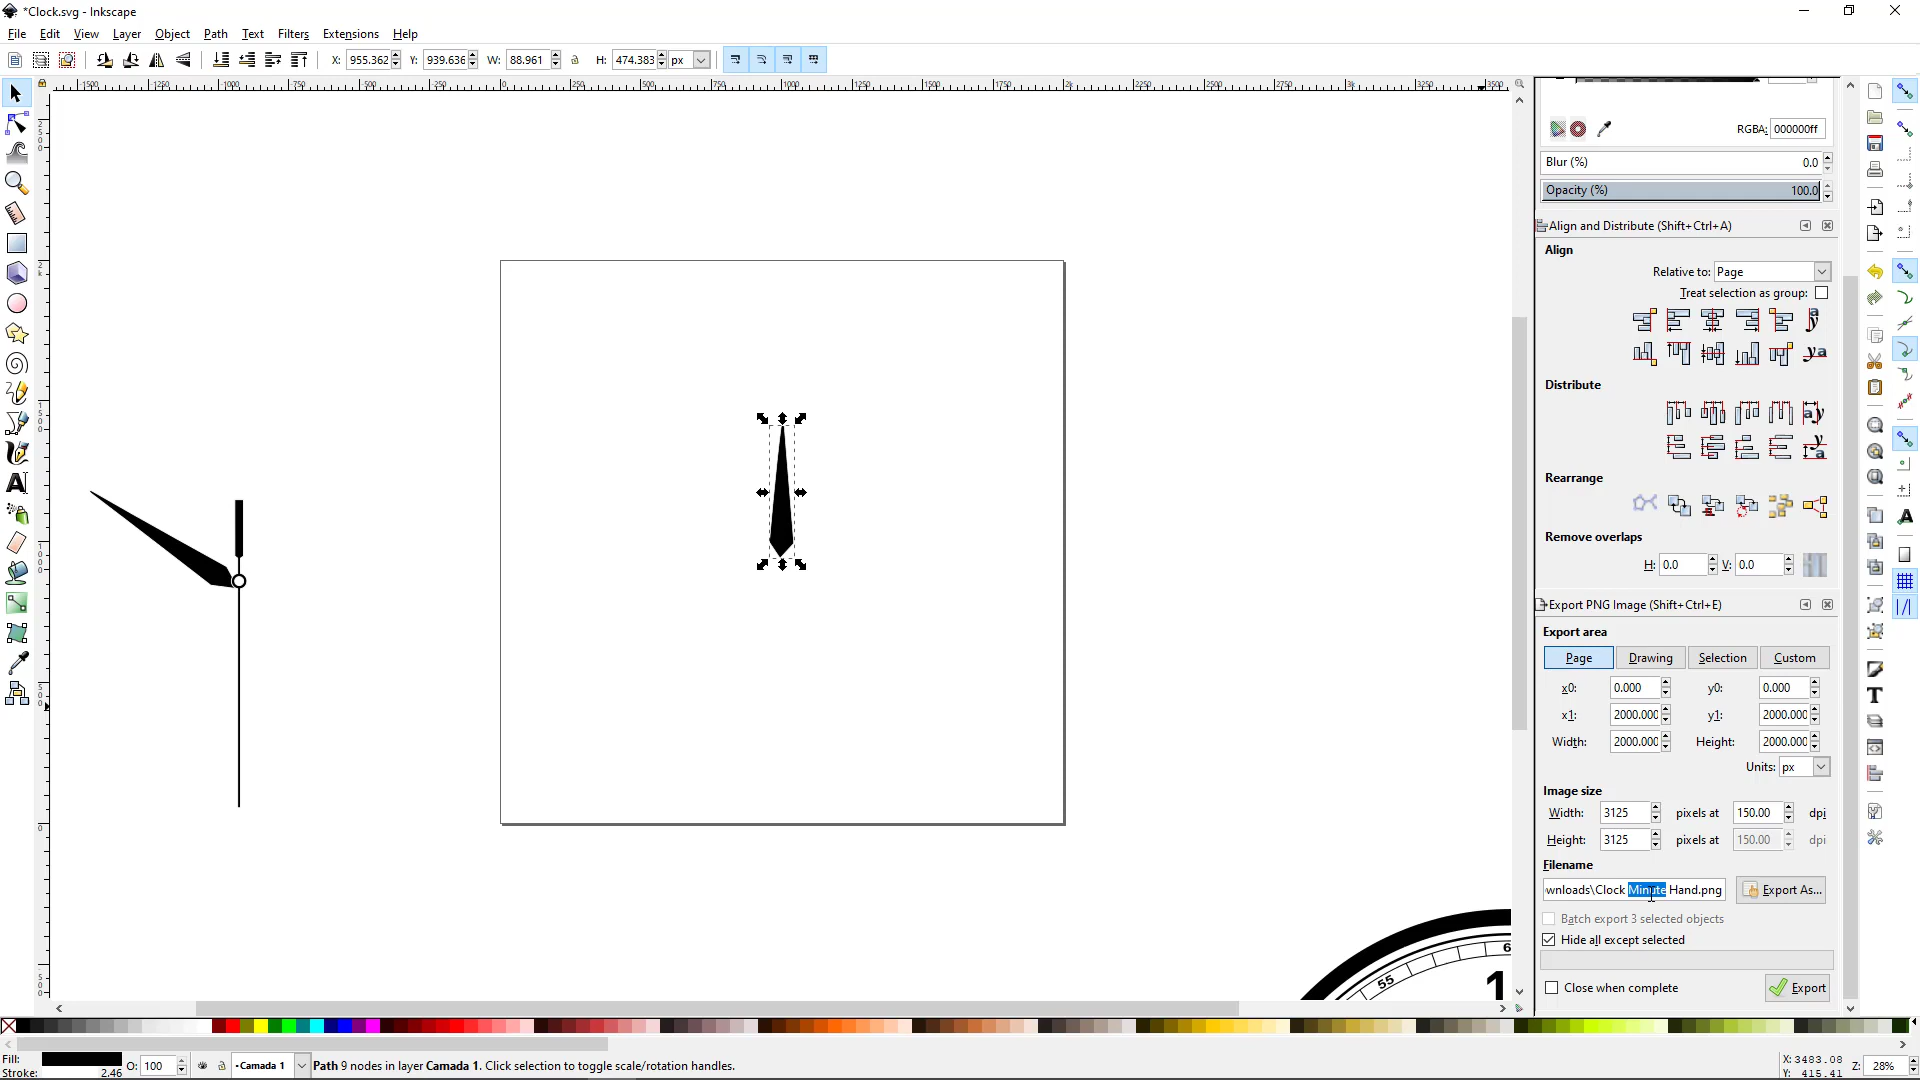 *Clock.svg - Inkscape
File Edit View Layer Object Path Text Filters Extensions Help
X: 955.362 Y: 939.636 W: 88.961 H: 474.383 px
RGBA: 000000ff
Blur (%) 0.0
Opacity (%) 100.0
Align and Distribute (Shift+Ctrl+A)
Align
Relative to: Page
Treat selection as group:
Distribute
Rearrange
Remove overlaps
H: 0.0 V: 0.0
Export PNG Image (Shift+Ctrl+E)
Export area
Page Drawing Selection Custom
x0: 0.000 y0: 0.000
x1: 2000.000 y1: 2000.000
Width: 2000.000 Height: 2000.000
Units: px
Image size
Width: 3125 pixels at 150.00 dpi
Height: 3125 pixels at 150.00 dpi
Filename
wnloads\Clock Minute Hand.png Export As...
Batch export 3 selected objects
Hide all except selected
55
Close when complete Export
Fill:
Stroke: 2.46 O: 100 •Camada 1 Path 9 nodes in layer Camada 1. Click selection to toggle scale/rotation handles.
X: 3483.08
Y: 415.41 Z: 28%